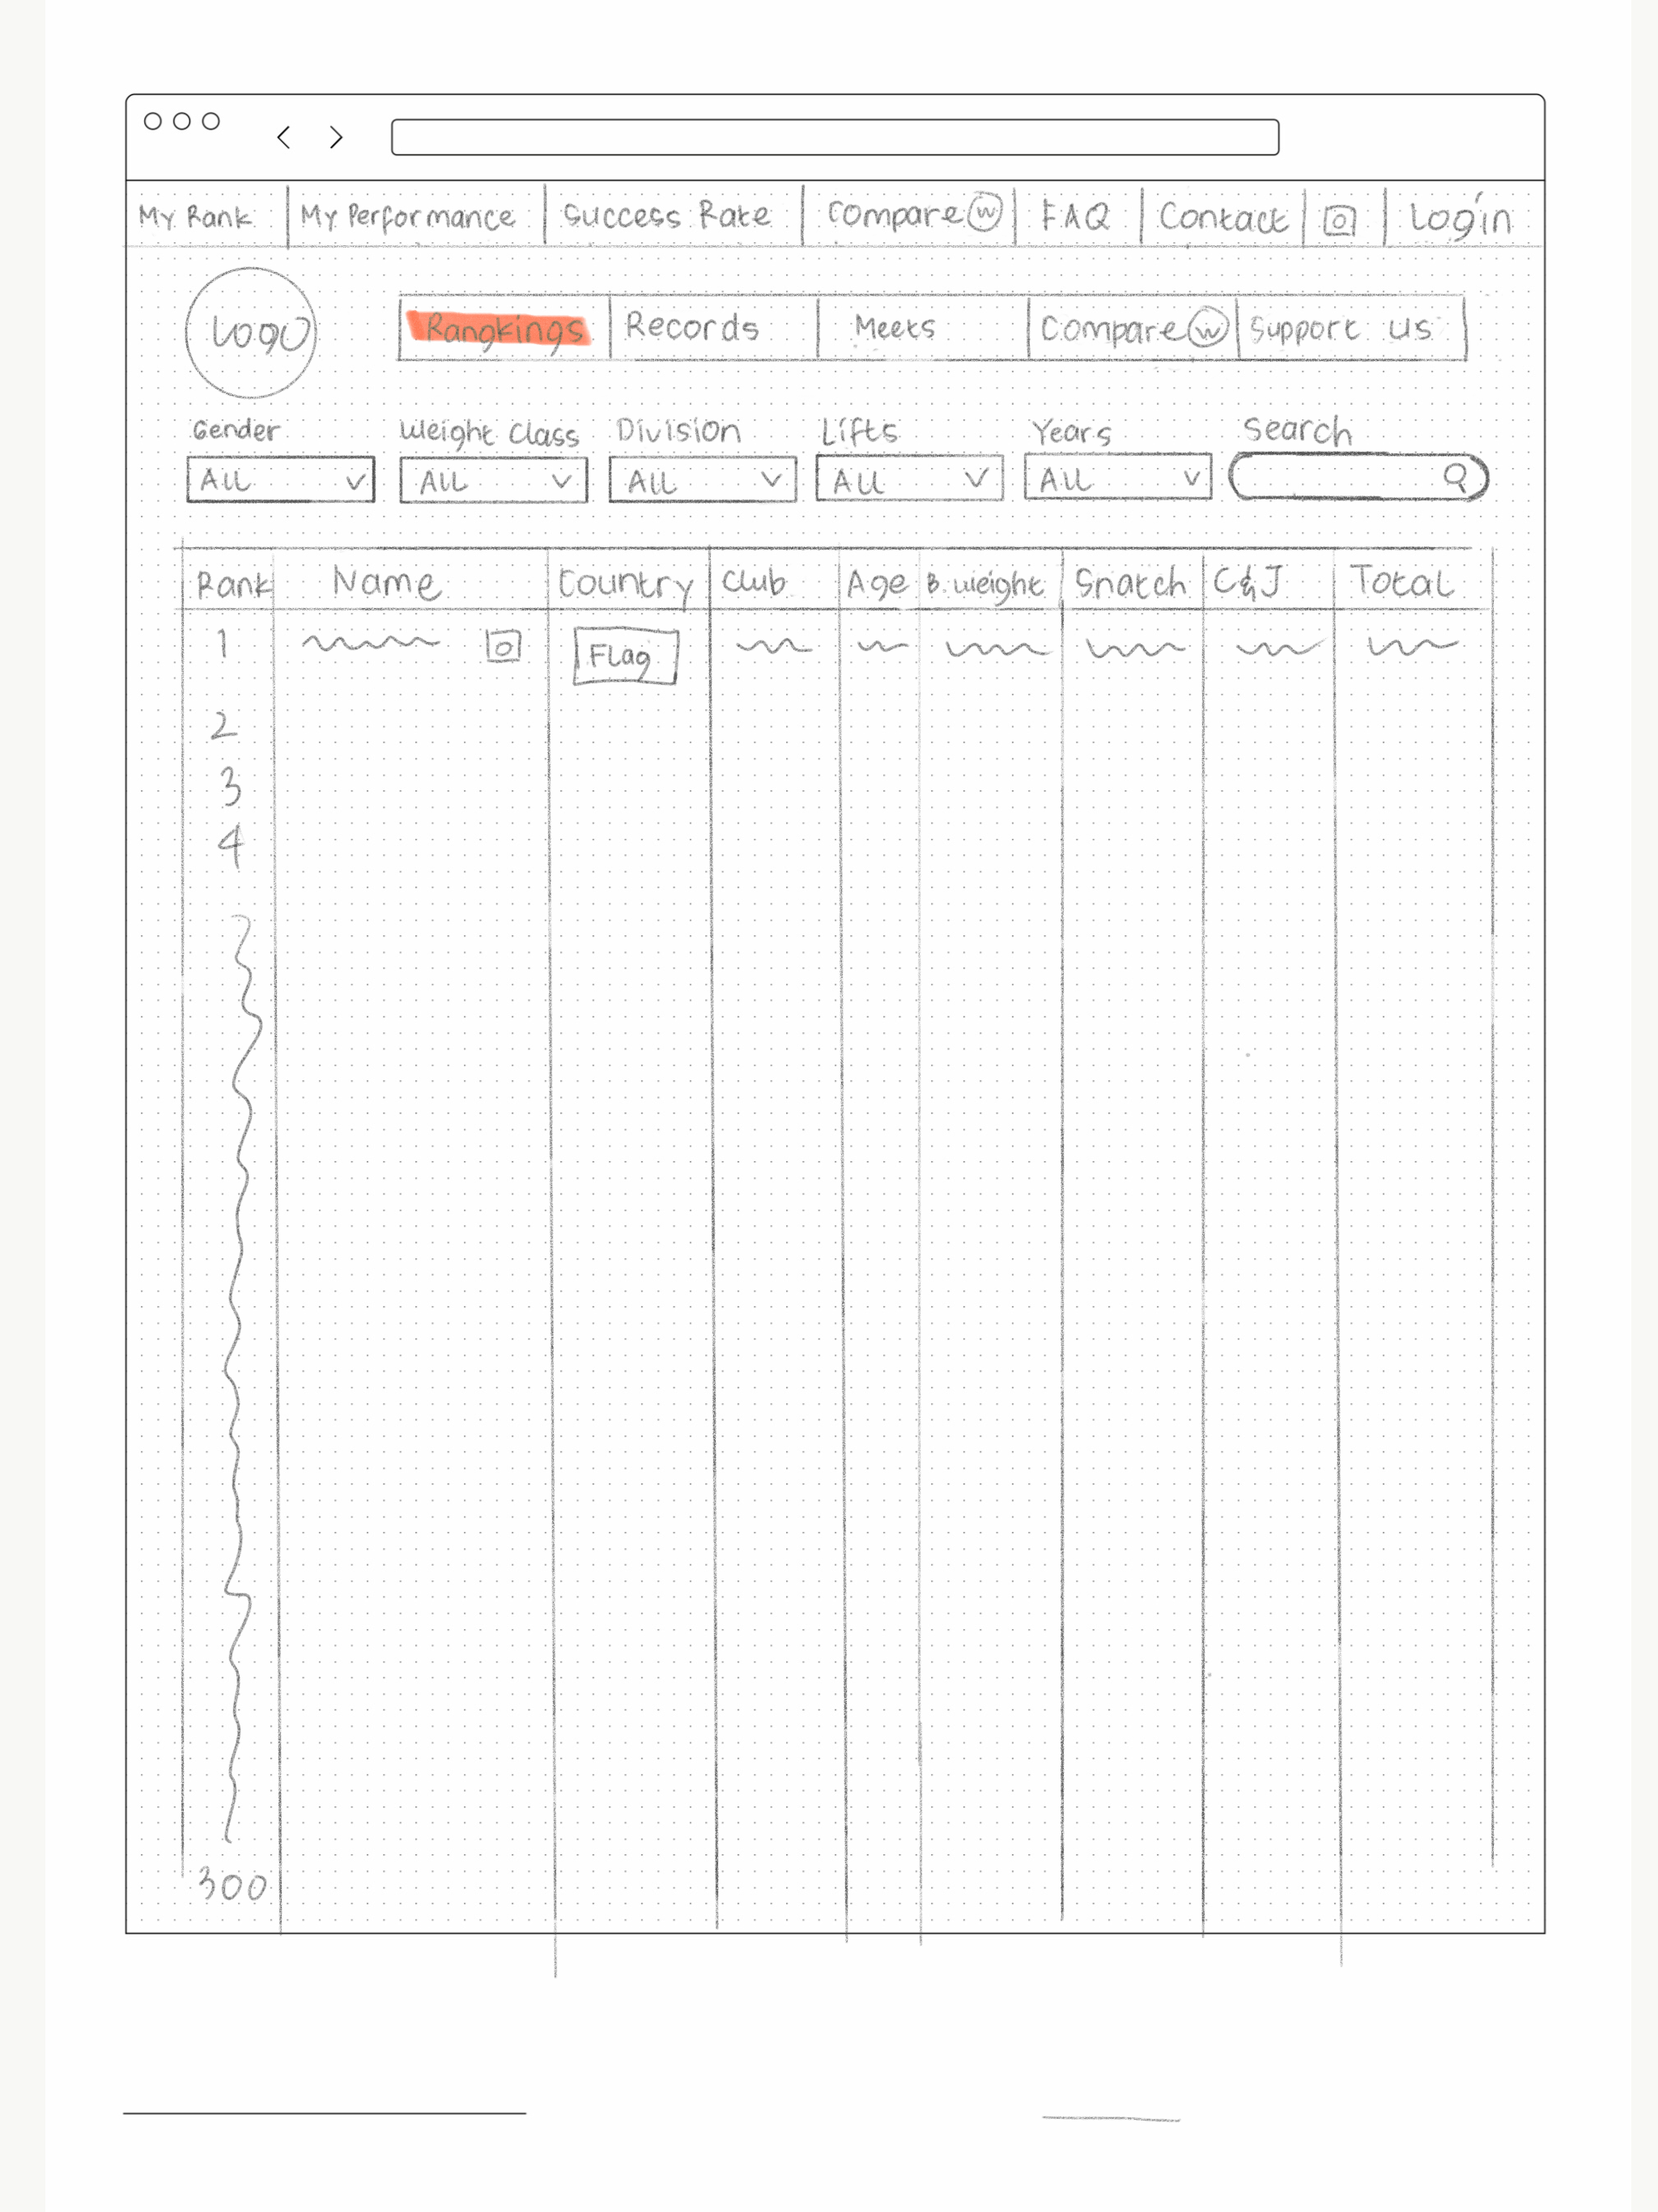 My Rank My Performance Success Rate Compare W FAQ Contact Login
Logo Rangkings Records Meets Compare W Support us
Gender Weight Class Division Lifts Years Search
All All All All All
Rank Name Country Club Age B. weight Snatch C&J Total
1 Flag
2
3
4
300